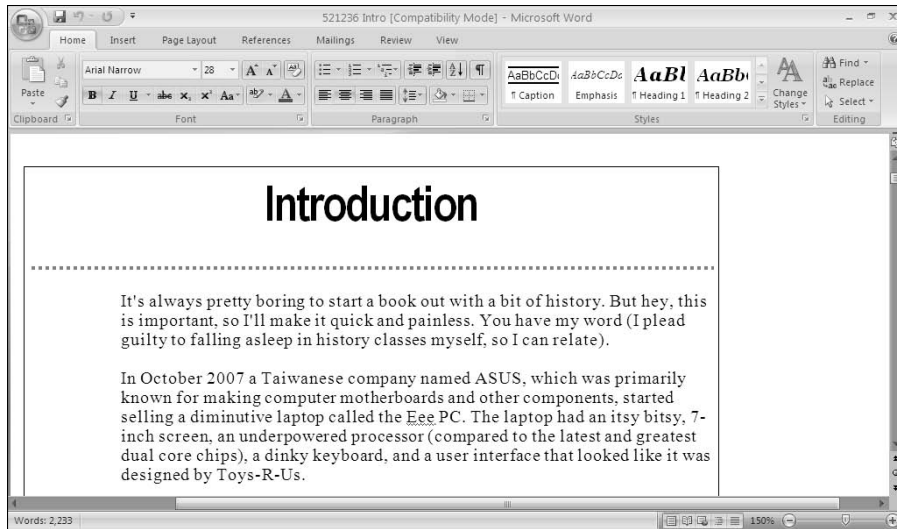 521236 Intro [Compatibility Mode] - Microsoft Word
Home Insert Page Layout References Mailings Review View
Paste
Clipboard
Arial Narrow 28
B I U abc X₂ X² Aa A
Font
Paragraph
AaBbCcD AaBbCcDc AaBl AaBb
¶ Caption Emphasis ¶ Heading 1 ¶ Heading 2
Change Styles
Styles
Find
Replace
Select
Editing
Introduction
It's always pretty boring to start a book out with a bit of history. But hey, this
is important, so I'll make it quick and painless. You have my word (I plead
guilty to falling asleep in history classes myself, so I can relate).
In October 2007 a Taiwanese company named ASUS, which was primarily
known for making computer motherboards and other components, started
selling a diminutive laptop called the Eee PC. The laptop had an itsy bitsy, 7-
inch screen, an underpowered processor (compared to the latest and greatest
dual core chips), a dinky keyboard, and a user interface that looked like it was
designed by Toys-R-Us.
Words: 2,233 150%